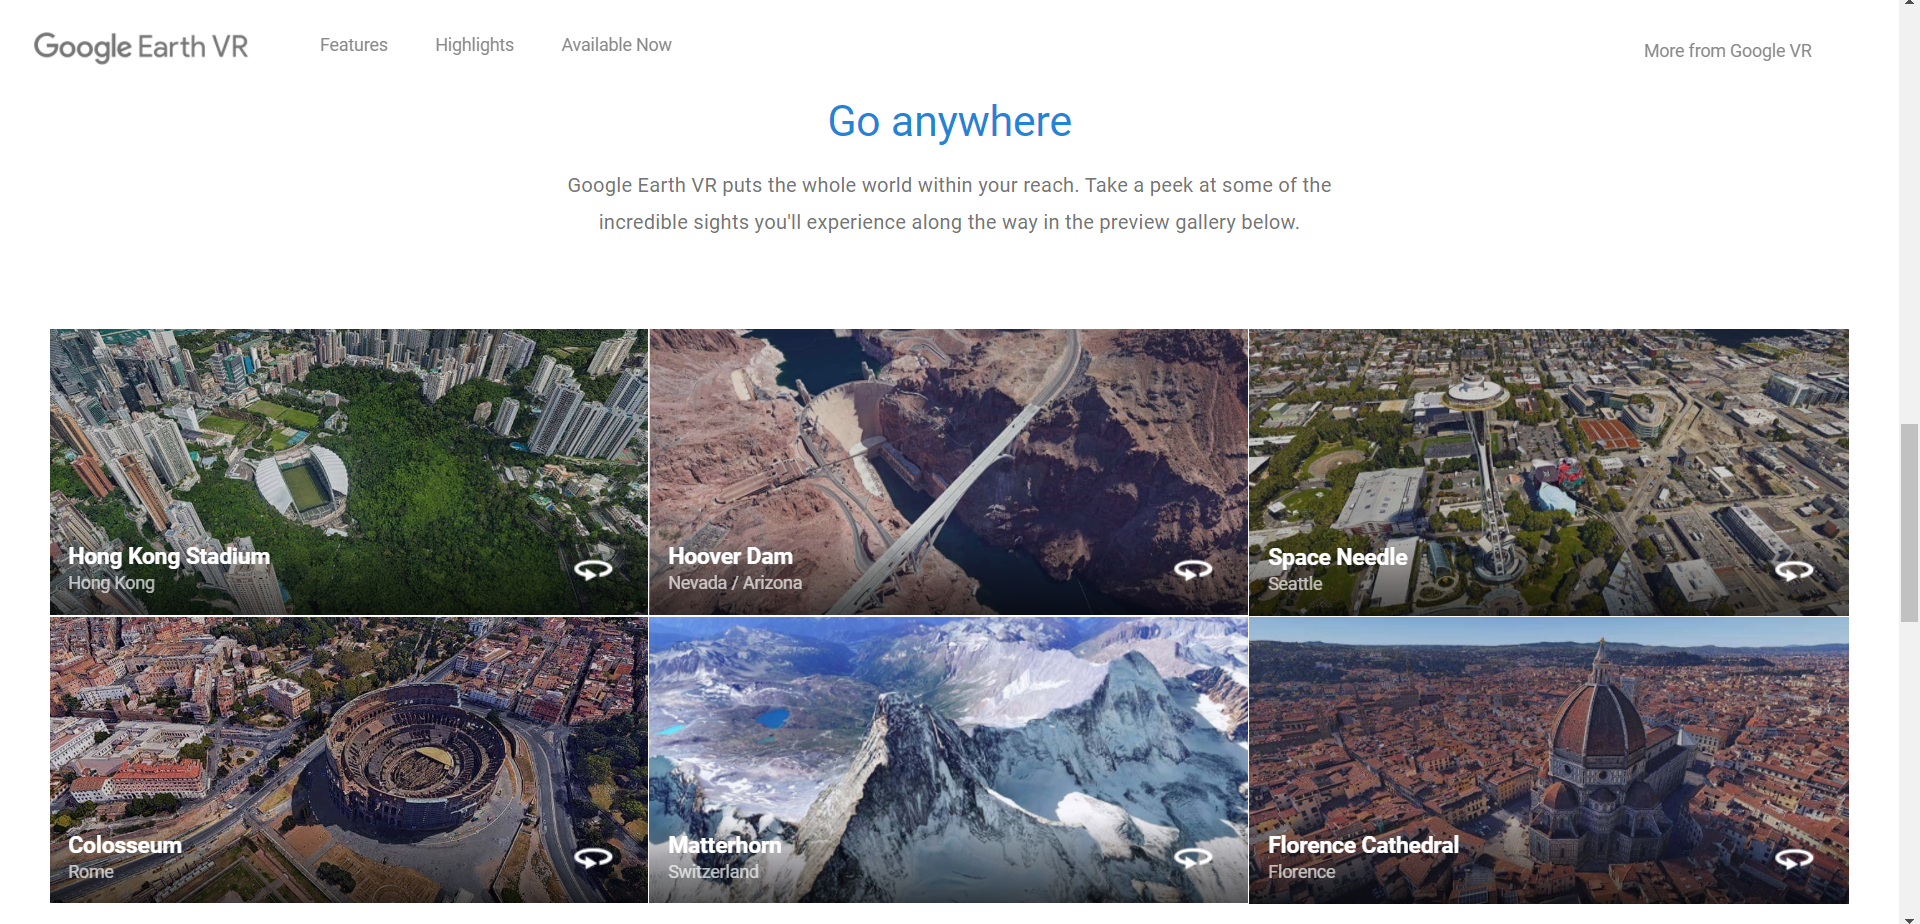 Google Earth VR
Features
Highlights
Available Now
More from Google VR
Go anywhere
Google Earth VR puts the whole world within your reach. Take a peek at some of the
incredible sights you'll experience along the way in the preview gallery below.
Hong Kong Stadium
Hong Kong
Hoover Dam
Nevada / Arizona
Space Needle
Seattle
Colosseum
Rome
Matterhorn
Switzerland
Florence Cathedral
Florence